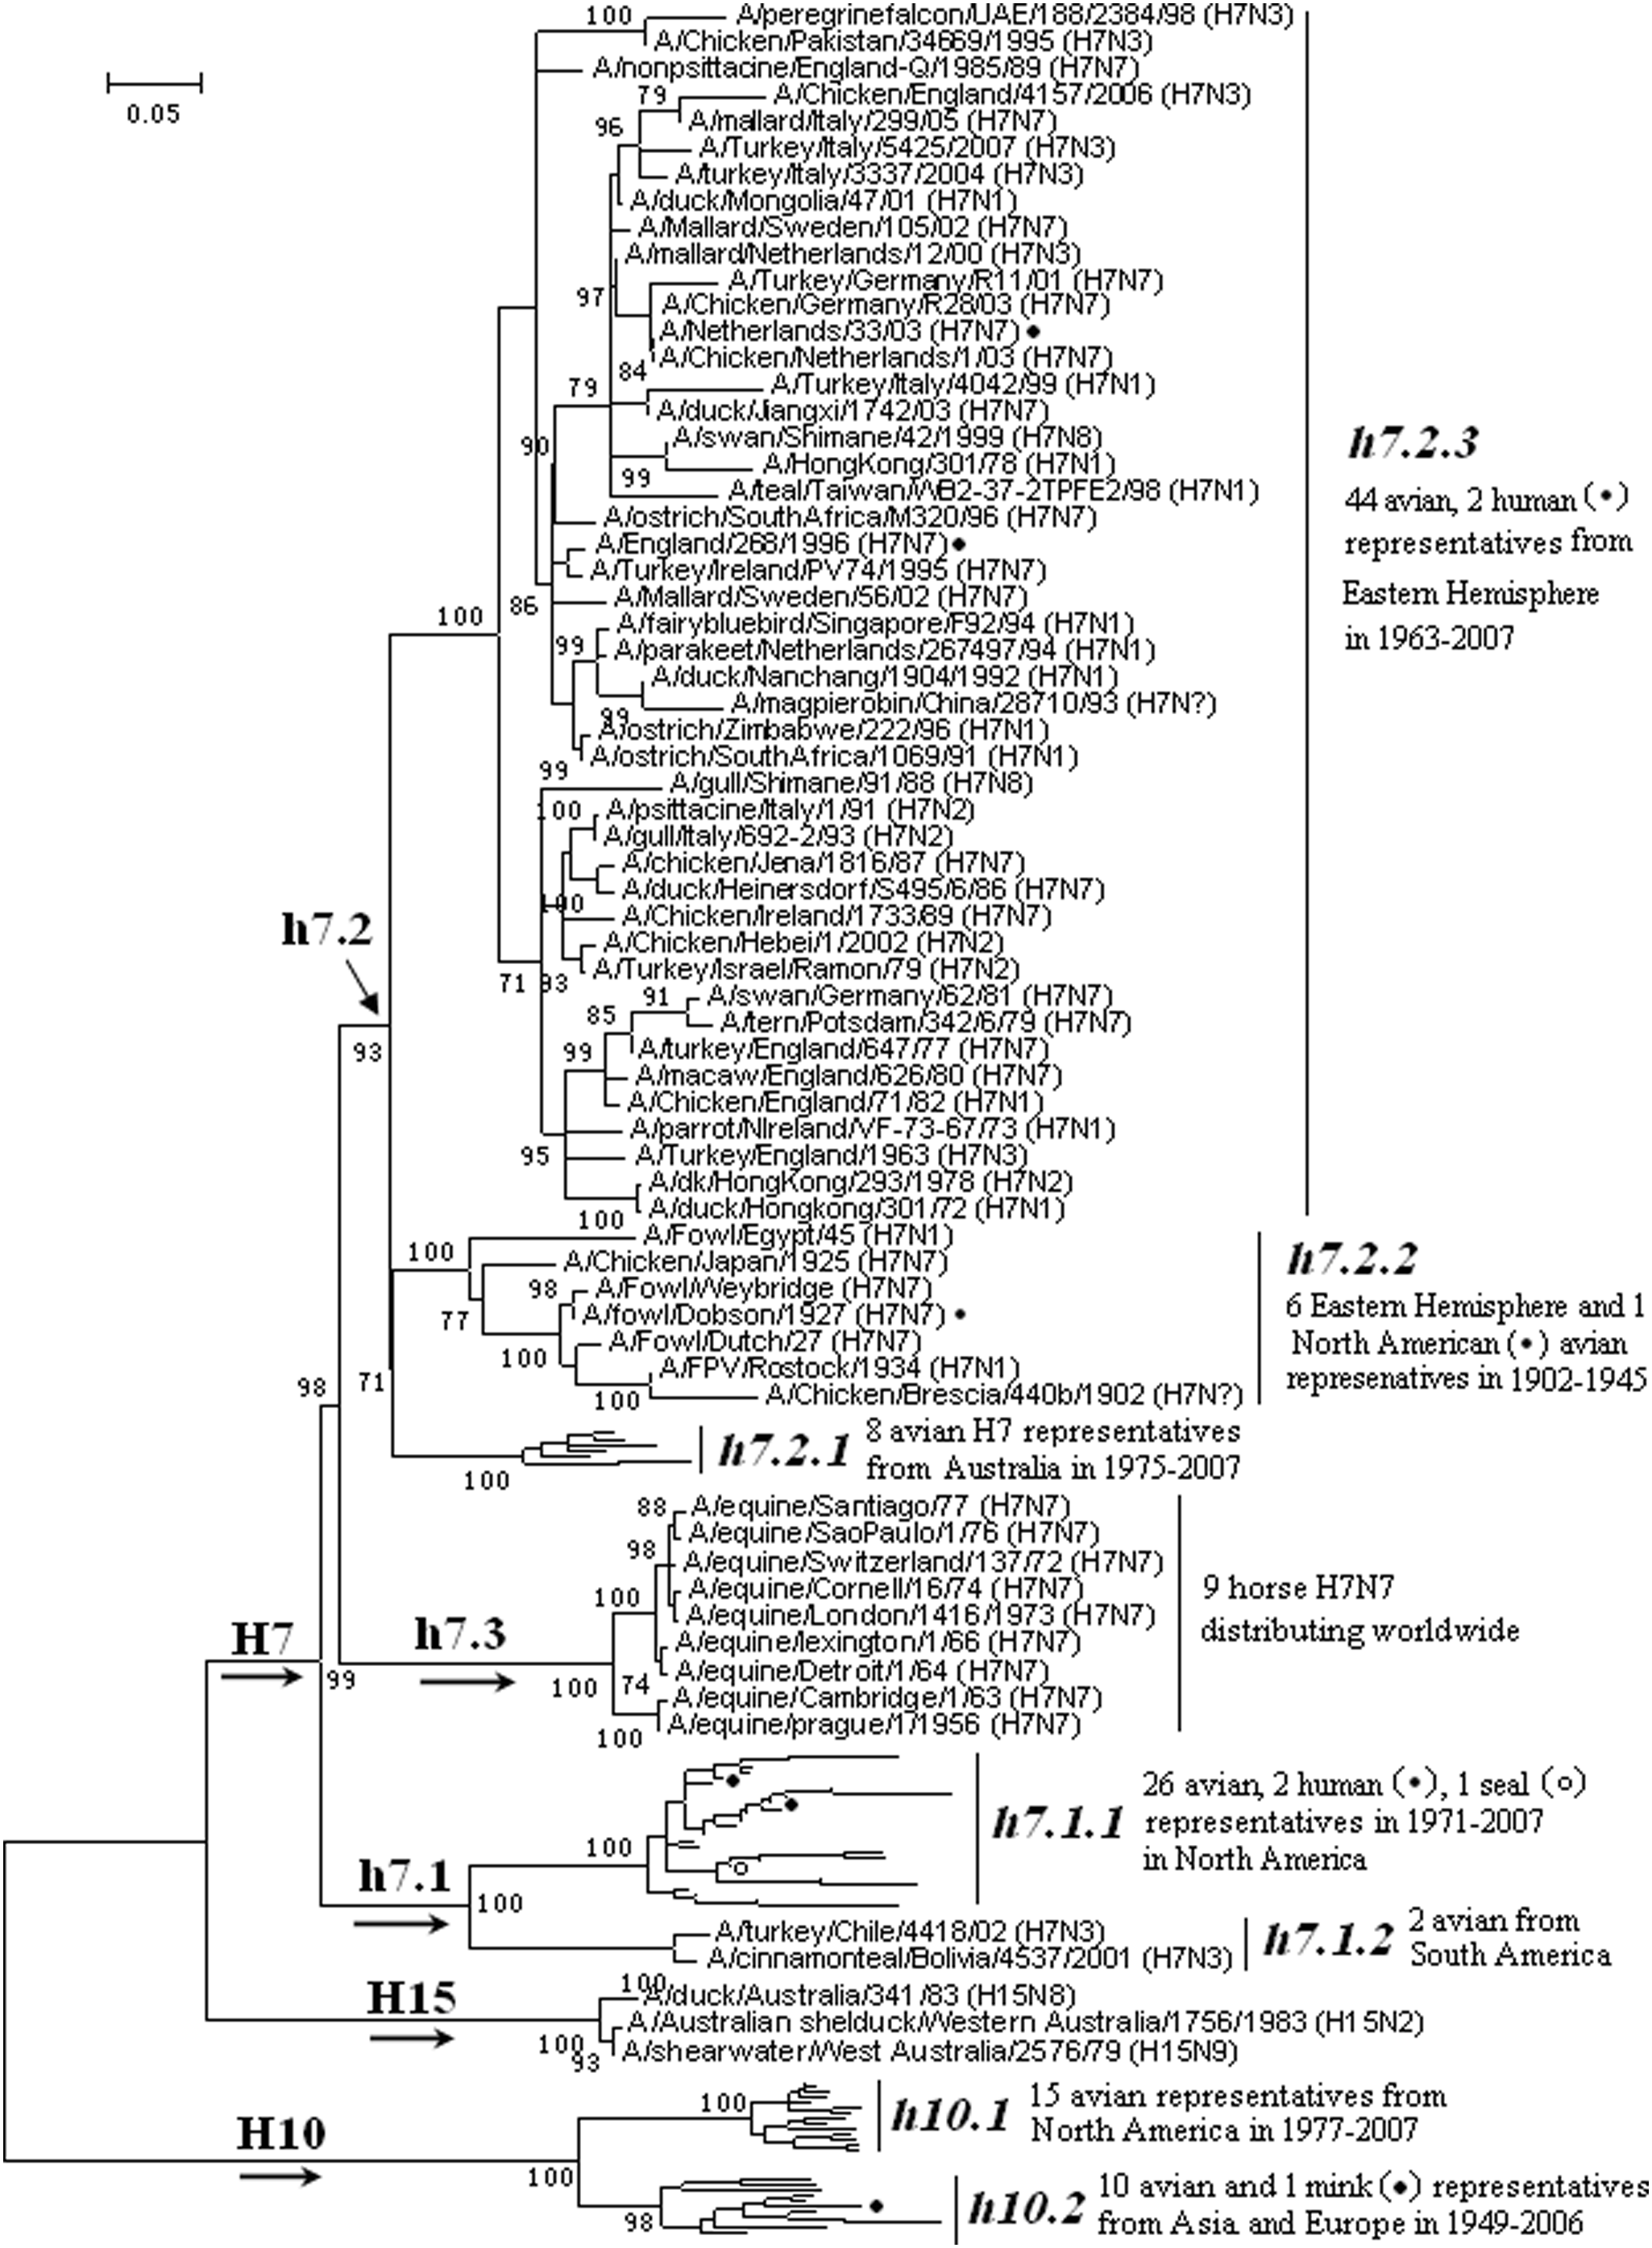 100
A/peregrinefalcon/UAE/188/2384/98 (H7N3)
A/Chicken/Pakistan/34669/1995 (H7N3)
A/nonpsittacine/England-Q/1985/89 (H7N7)
0.05
79
A/Chicken/England/4157/2006 (H7N3)
A/mallard/Italy/299/05 (H7N7)
96
A/Turkey/Italy/5425/2007 (H7N3)
A/turkey/Italy/3337/2004 (H7N3)
A/duck/Mongolia/47/01 (H7N1)
A/Mallard/Sweden/105/02 (H7N7)
A/mallard/Netherlands/12/00 (H7N3)
A/Turkey/Germany/R11/01 (H7N7)
97
A/Chicken/Germany/R28/03 (H7N7)
A/Netherlands/33/03 (H7N7) •
A/Chicken/Netherlands/1/03 (H7N7)
84
79
A/Turkey/Italy/4042/99 (H7N1)
A/duck/Jiangxi/1742/03 (H7N7)
90
A/swan/Shimane/42/1999 (H7N8)
A/HongKong/301/78 (H7N1)
99
A/teal/Taiwan/WB2-37-2TPFE2/98 (H7N1)
A/ostrich/SouthAfrica/M320/96 (H7N7)
A/England/268/1996 (H7N7) •
A/Turkey/Ireland/PV74/1995 (H7N7)
86
A/Mallard/Sweden/56/02 (H7N7)
100
A/fairybluebird/Singapore/F92/94 (H7N1)
99
A/parakeet/Netherlands/267497/94 (H7N1)
A/duck/Nanchang/1904/1992 (H7N1)
A/magpierobin/China/28710/93 (H7N?)
99
A/ostrich/Zimbabwe/222/96 (H7N1)
A/ostrich/SouthAfrica/1069/91 (H7N1)
99
h7.2.3
44 avian, 2 human (•)
representatives from
Eastern Hemisphere
in 1963-2007
A/gull/Shimane/91/88 (H7N8)
100
A/psittacine/Italy/1/91 (H7N2)
A/gull/Italy/692-2/93 (H7N2)
A/chicken/Jena/1816/87 (H7N7)
A/duck/Heinersdorf/S495/6/86 (H7N7)
100
A/Chicken/Ireland/1733/89 (H7N7)
h7.2
A/Chicken/Hebei/1/2002 (H7N2)
A/Turkey/Israel/Ramon/79 (H7N2)
71
93
91
A/swan/Germany/62/81 (H7N7)
85
A/tern/Potsdam/342/6/79 (H7N7)
93
99
A/turkey/England/647/77 (H7N7)
A/macaw/England/626/80 (H7N7)
A/Chicken/England/71/82 (H7N1)
A/parrot/NIreland/VF-73-67/73 (H7N1)
95
A/Turkey/England/1963 (H7N3)
A/dk/HongKong/293/1978 (H7N2)
A/duck/Hongkong/301/72 (H7N1)
100
A/Fowl/Egypt/45 (H7N1)
100
A/Chicken/Japan/1925 (H7N7)
98
A/Fowl/Weybridge (H7N7)
A/fowl/Dobson/1927 (H7N7) •
77
A/Fowl/Dutch/27 (H7N7)
100
A/FPV/Rostock/1934 (H7N1)
A/Chicken/Brescia/440b/1902 (H7N?)
100
h7.2.2
6 Eastern Hemisphere and 1
North American (•) avian
represenatives in 1902-1945
98
71
h7.2.1
8 avian H7 representatives
from Australia in 1975-2007
100
88
A/equine/Santiago/77 (H7N7)
A/equine/SaoPaulo/1/76 (H7N7)
98
A/equine/Switzerland/137/72 (H7N7)
A/equine/Cornell/16/74 (H7N7)
100
A/equine/London/1416/1973 (H7N7)
A/equine/lexington/1/66 (H7N7)
A/equine/Detroit/1/64 (H7N7)
74
A/equine/Cambridge/1/63 (H7N7)
A/equine/prague/1/1956 (H7N7)
100
9 horse H7N7
distributing worldwide
H7
h7.3
99
100
h7.1.1
26 avian, 2 human (•), 1 seal (o)
representatives in 1971-2007
in North America
100
h7.1
100
A/turkey/Chile/4418/02 (H7N3)
A/cinnamonteal/Bolivia/4537/2001 (H7N3)
h7.1.2
2 avian from
South America
H15
100
A/duck/Australia/341/83 (H15N8)
A/Australian shelduck/Western Australia/1756/1983 (H15N2)
100
93
A/shearwater/West Australia/2576/79 (H15N9)
100
h10.1
15 avian representatives from
North America in 1977-2007
H10
100
h10.2
10 avian and 1 mink (•) representatives
from Asia and Europe in 1949-2006
98